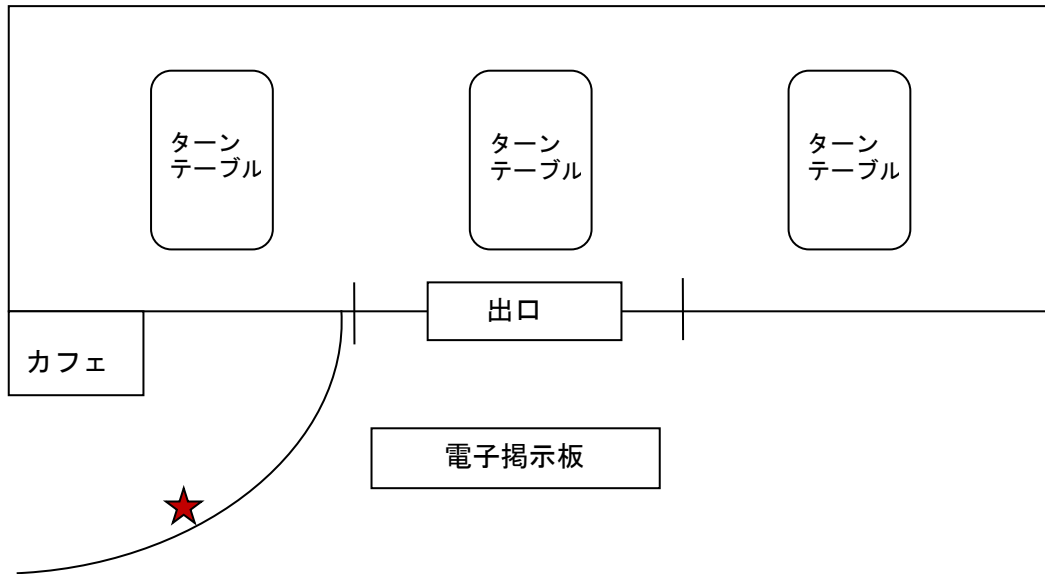 ターン
テーブル
ターン
テーブル
ターン
テーブル
出口
カフェ
電子掲示板